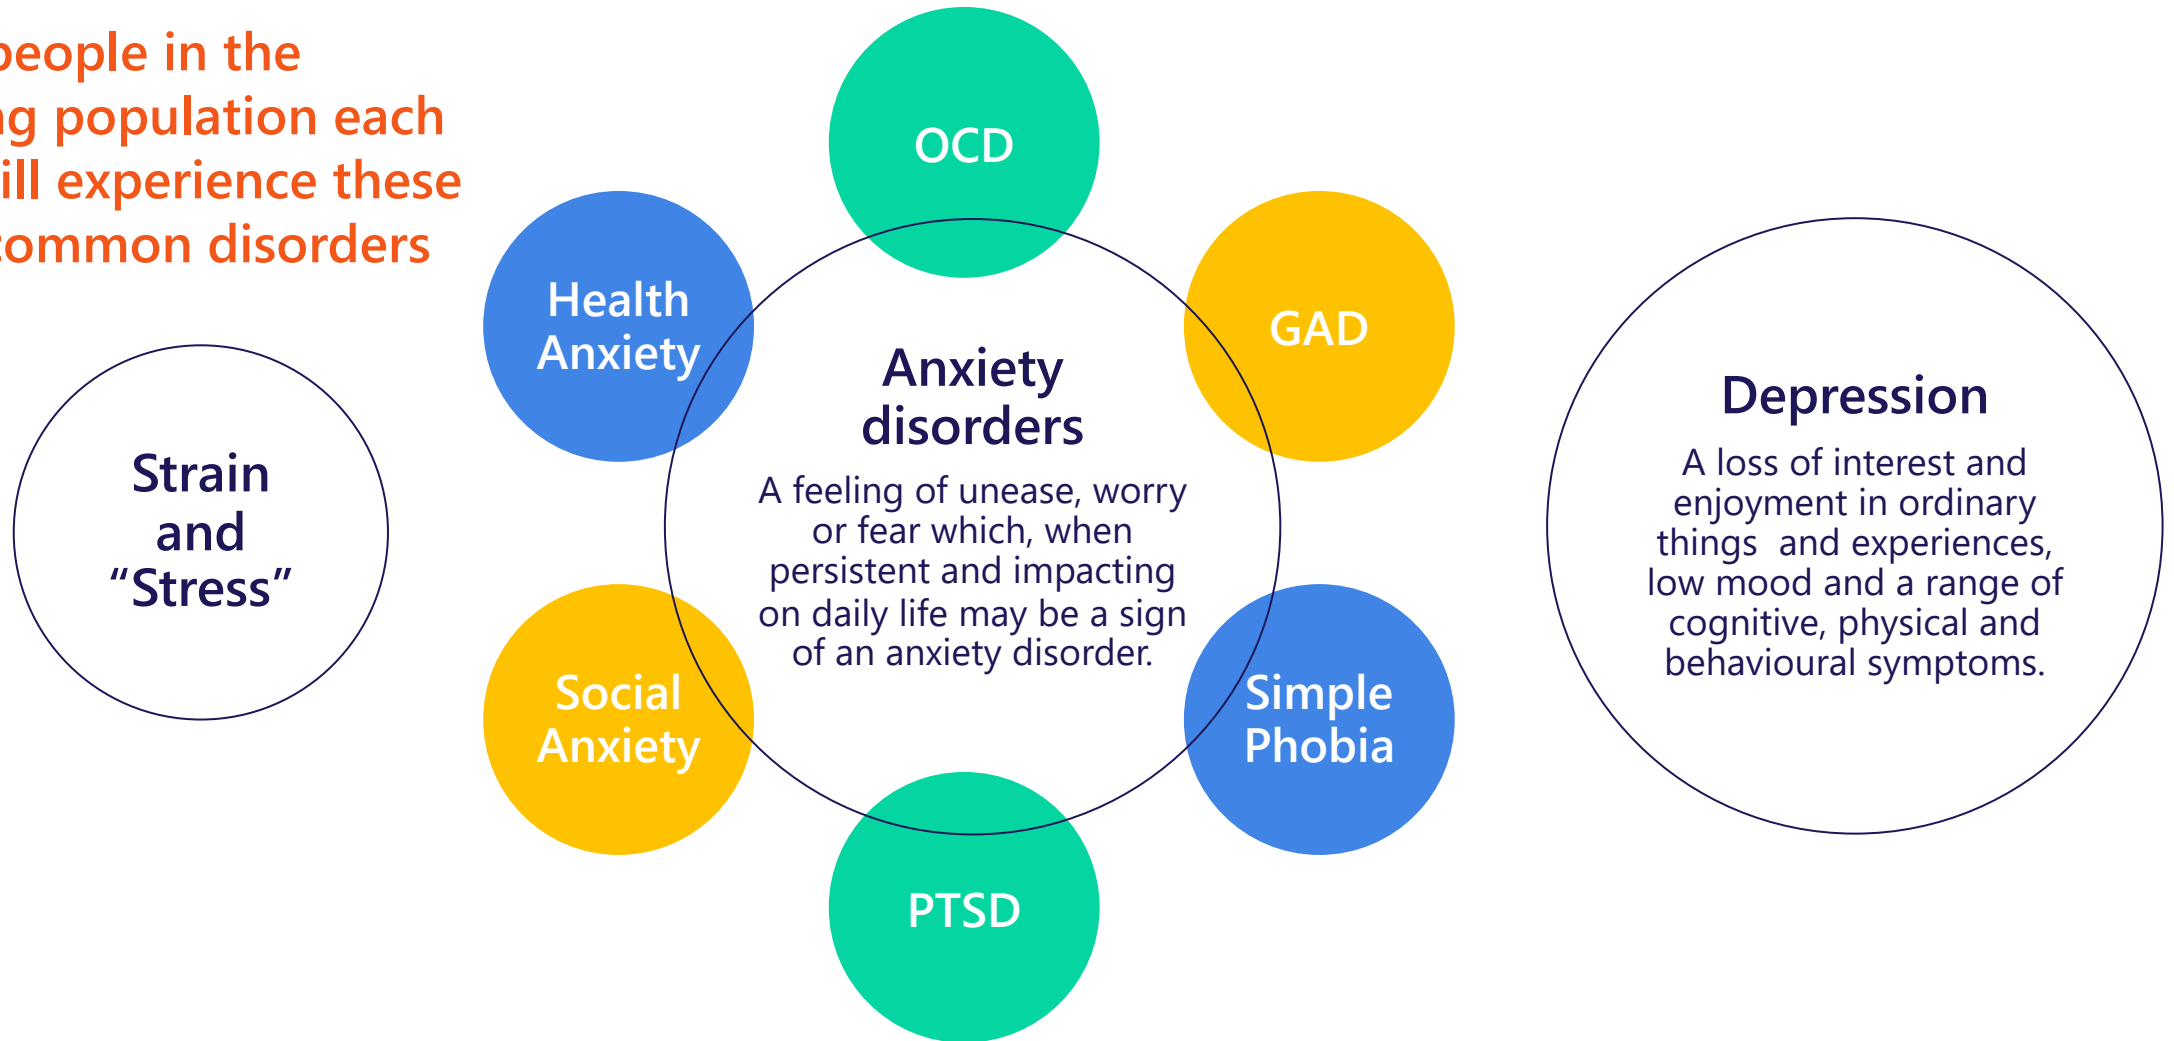 people in the
population each
experience these
common disorders
OCD
Health
Anxiety
GAD
Anxiety
disorders
A feeling of unease, worry
or fear which, when
persistent and impacting
on daily life may be a sign
of an anxiety disorder.
Strain
and
“Stress”
Depression
A loss of interest and
enjoyment in ordinary
things and experiences,
low mood and a range of
cognitive, physical and
behavioural symptoms.
Social
Anxiety
Simple
Phobia
PTSD